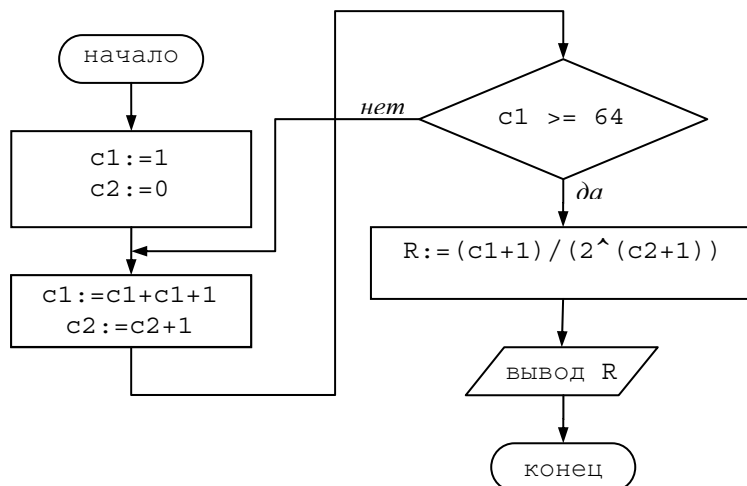 начало
c1:=1
c2:=0
c1:=c1+c1+1
c2:=c2+1
c1 >= 64
нет
да
R:=(c1+1)/(2^(c2+1))
вывод R
конец